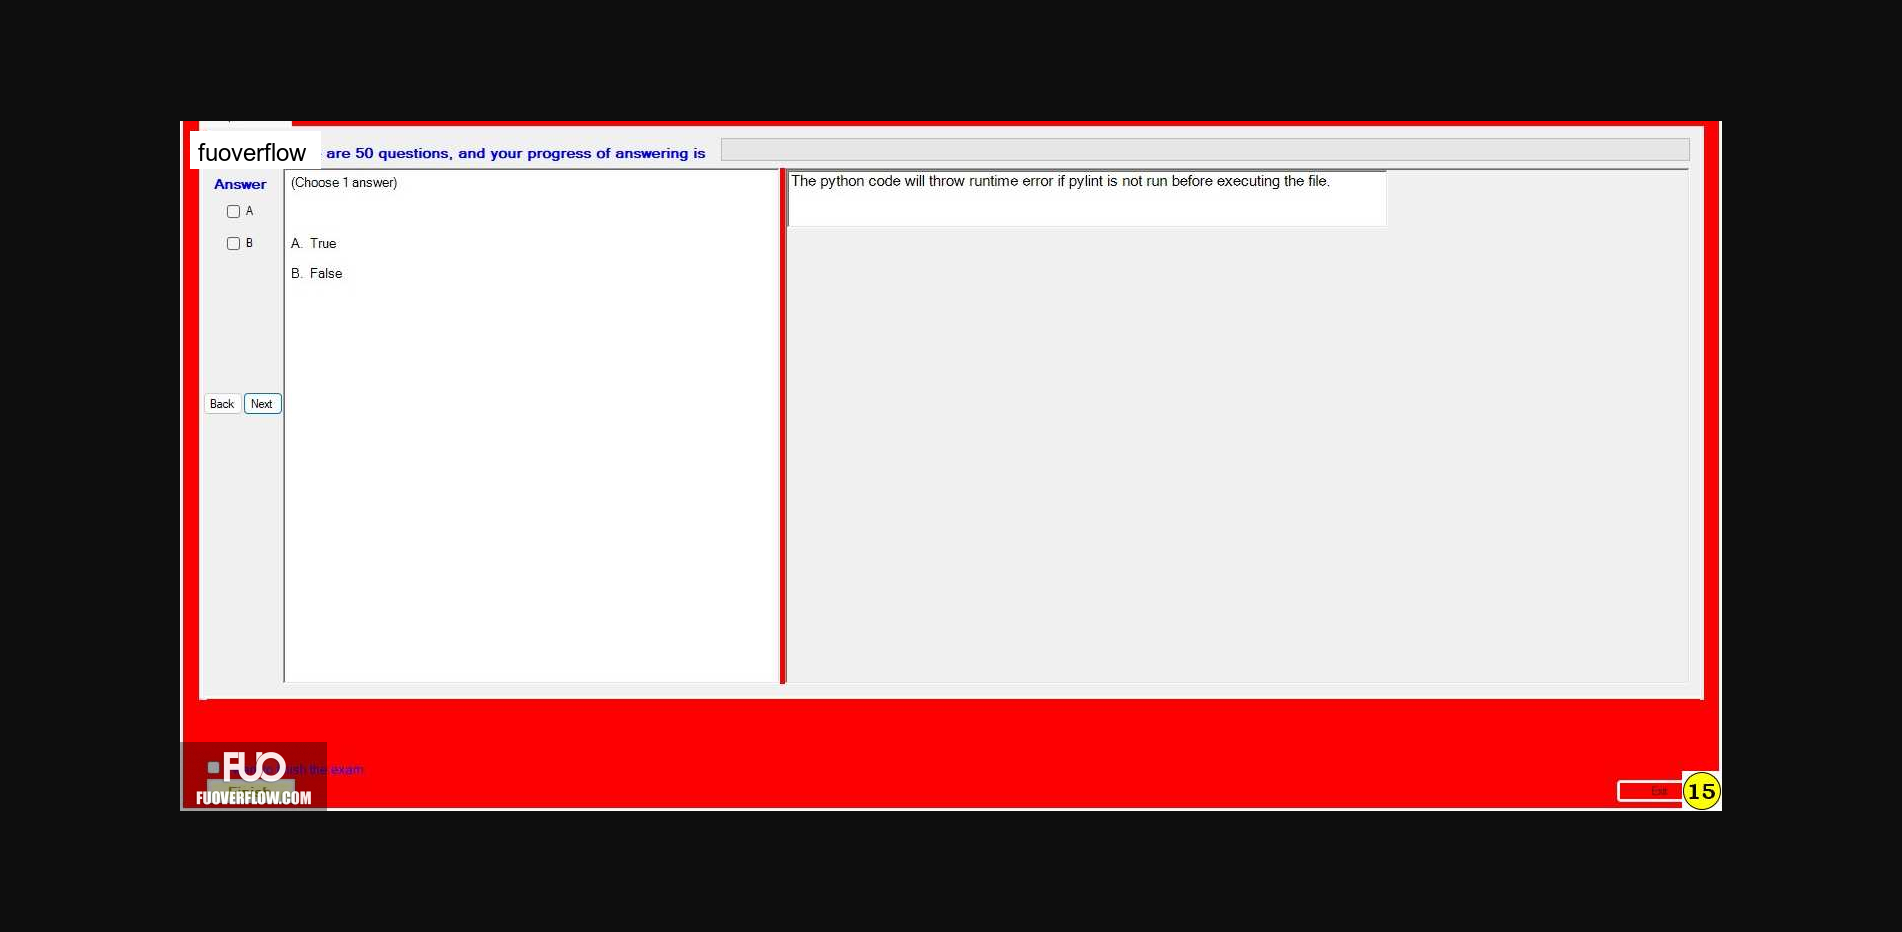 fuoverflow are 50 questions, and your progress of answering is
Answer
A
B
Back Next
(Choose 1 answer)
A. True
B. False
The python code will throw runtime error if pylint is not run before executing the file.
the exam
FUO
FUOVERFLOW.COM
Exit
15